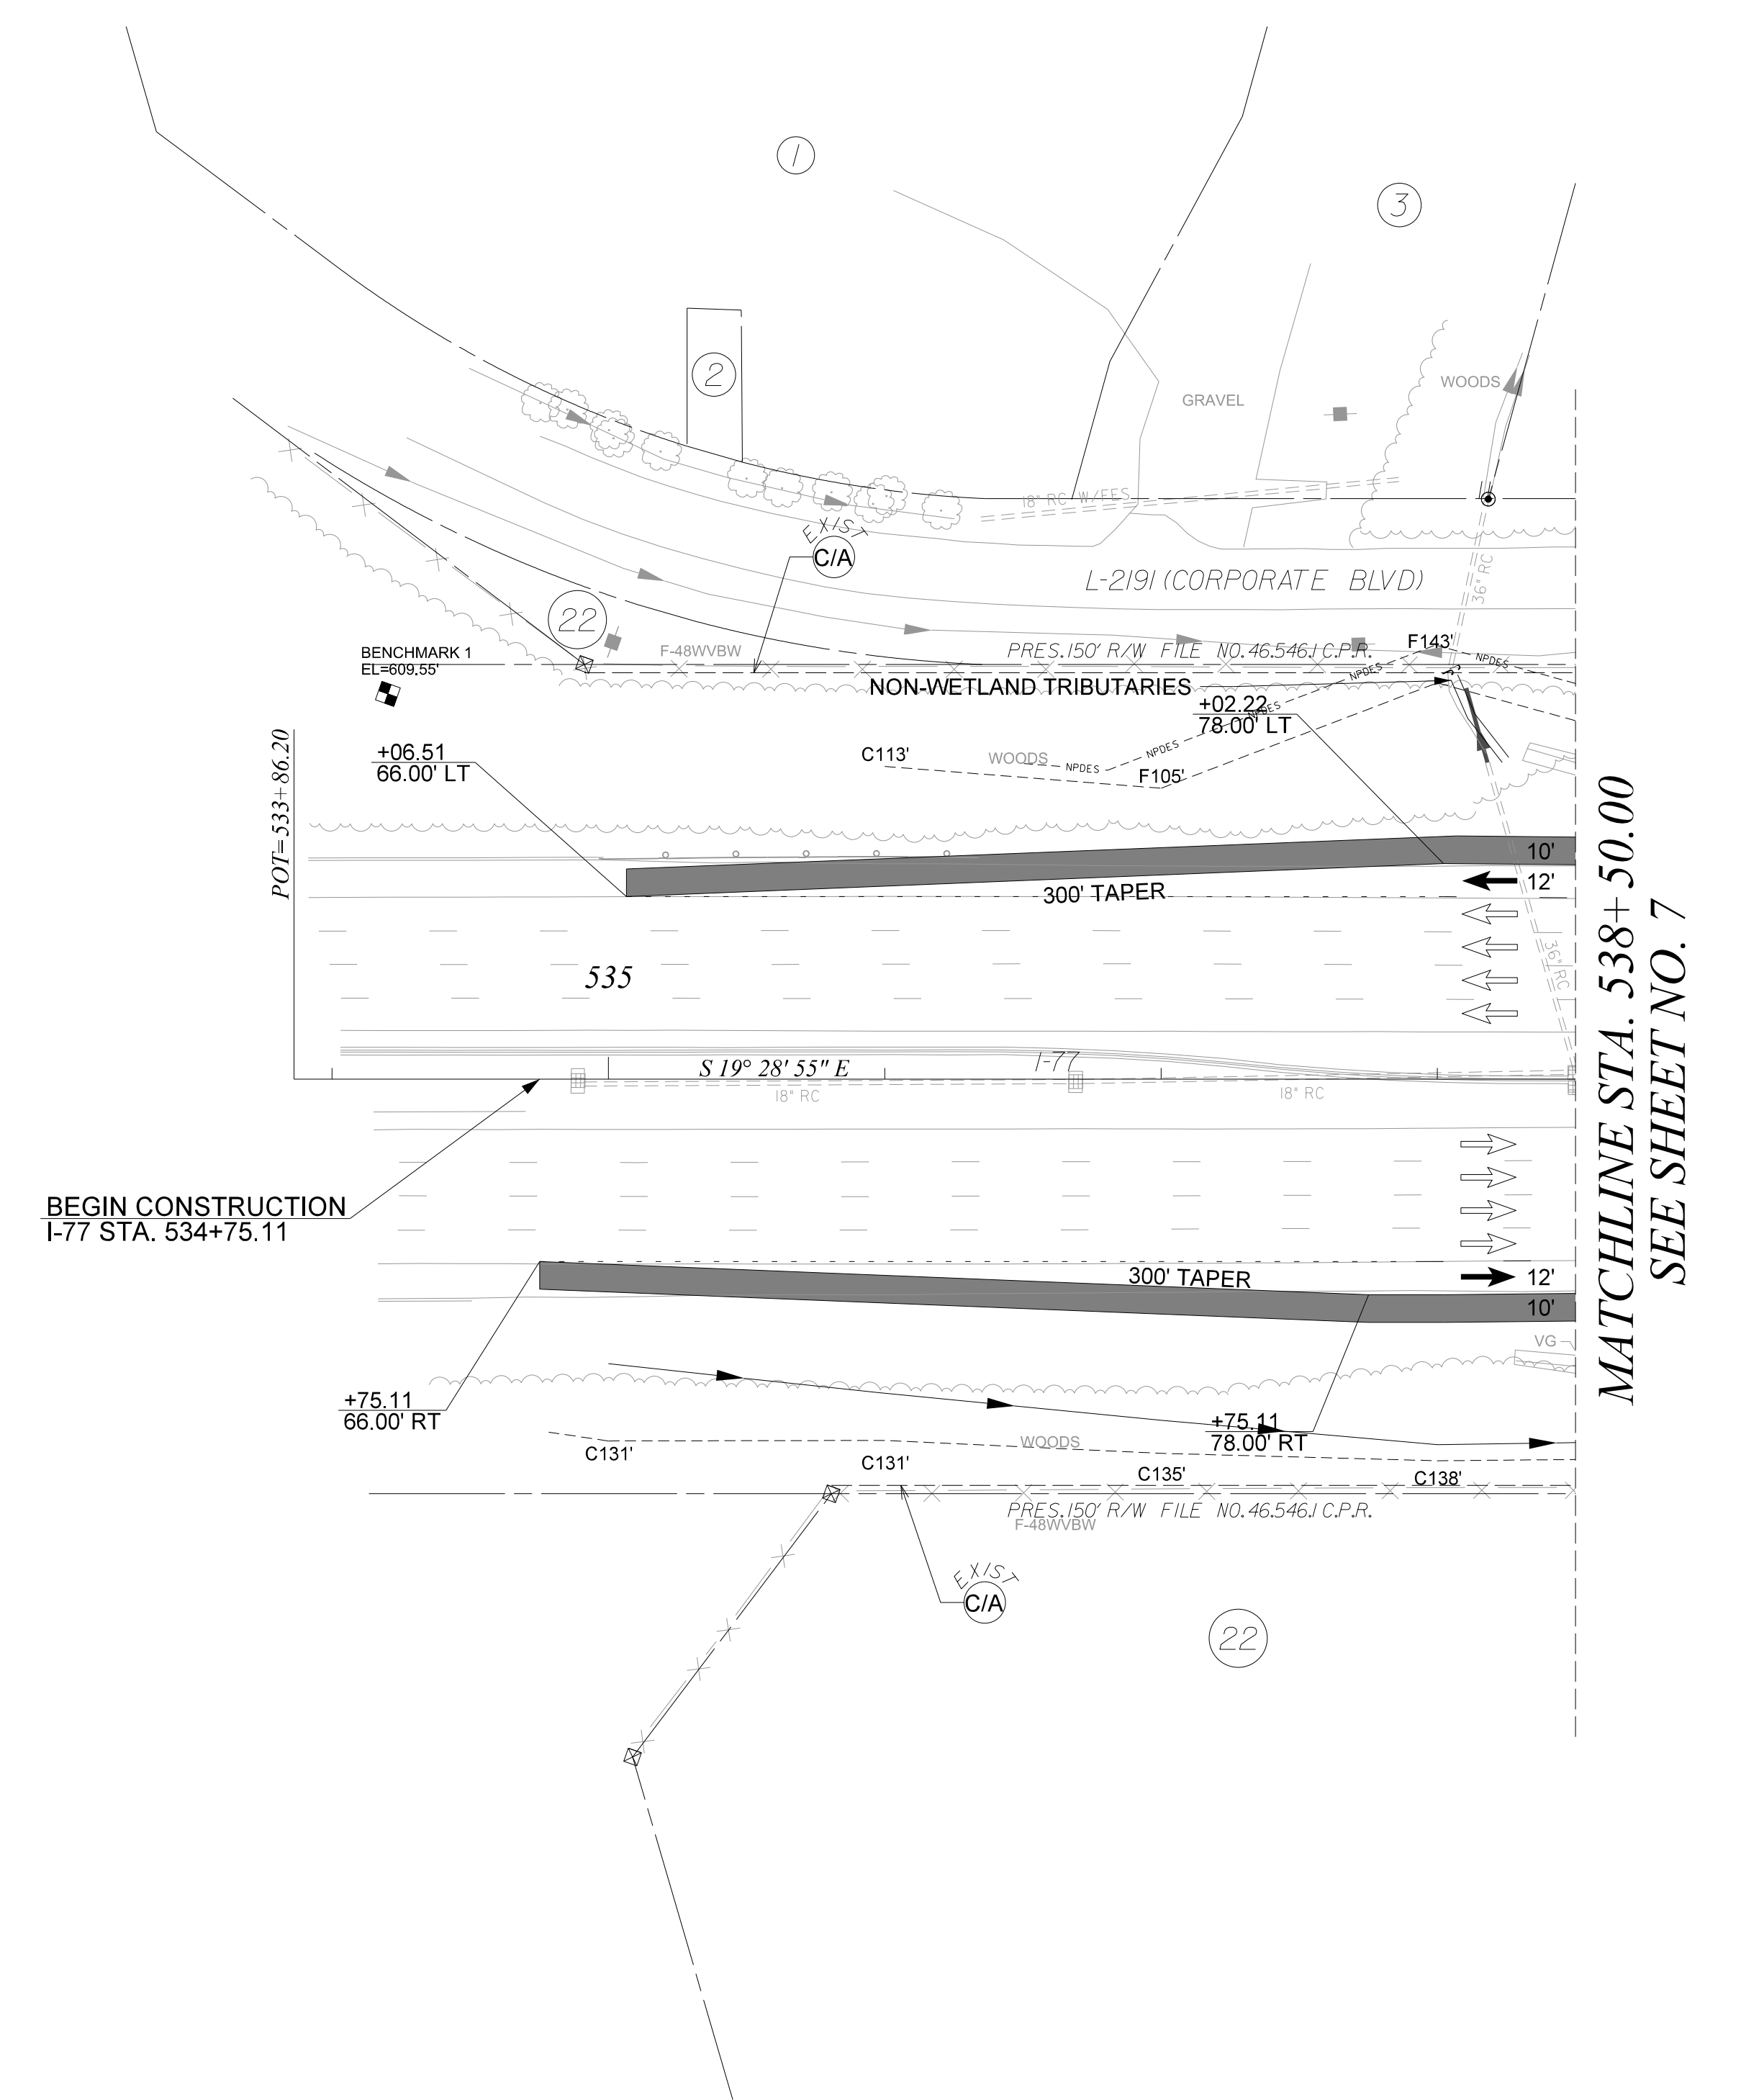 1
3
2
WOODS
GRAVEL
18" RC W/FES
EXIST
C/A
L-2191 (CORPORATE BLVD)
36" RC
22
F-48WVBW
PRES. 150' R/W FILE NO. 46.546.1 C.P.R.
F143'
BENCHMARK 1
EL=609.55'
NPDES
NPDES
NON-WETLAND TRIBUTARIES
+02.22
78.00' LT
NPDES
NPDES
NPDES
C113'
WOODS
F105'
+06.51
66.00' LT
POT=533+86.20
10'
300' TAPER
12'
535
36" RC
MATCHLINE STA. 538+50.00
SEE SHEET NO. 7
S 19° 28' 55" E
I-77
18" RC
18" RC
BEGIN CONSTRUCTION
I-77 STA. 534+75.11
300' TAPER
12'
10'
VG
+75.11
66.00' RT
+75.11
78.00' RT
WOODS
C131'
C131'
C135'
C138'
PRES. 150' R/W FILE NO. 46.546.1 C.P.R.
F-48WVBW
EXIST
C/A
22